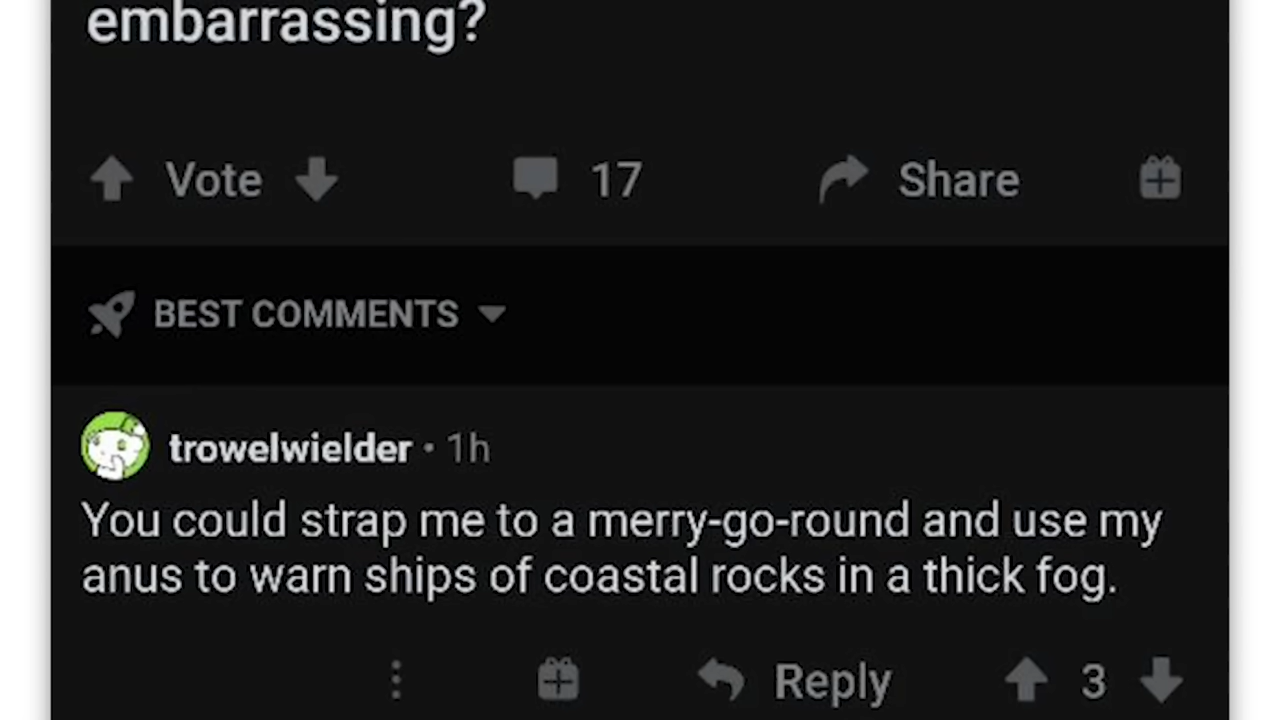 embarrassing?
Vote 17 Share
BEST COMMENTS
trowelwielder · 1h
You could strap me to a merry-go-round and use my
anus to warn ships of coastal rocks in a thick fog.
Reply 3